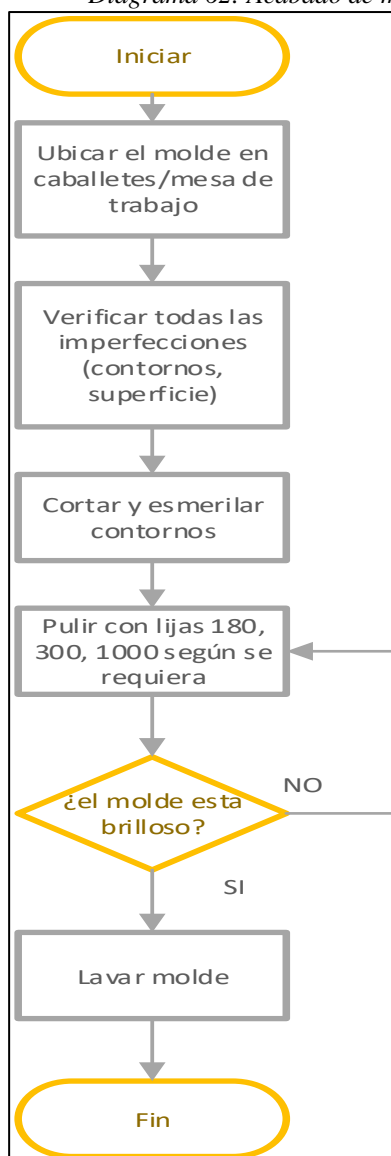 Diagrama 62: Acabado de m
Iniciar
Ubicar el molde en
caballetes/mesa de
trabajo
Verificar todas las
imperfecciones
(contornos,
superficie)
Cortar y esmerilar
contornos
Pulir con lijas 180,
300, 1000 según se
requiera
¿el molde esta
brilloso?
NO
SI
Lavar molde
Fin